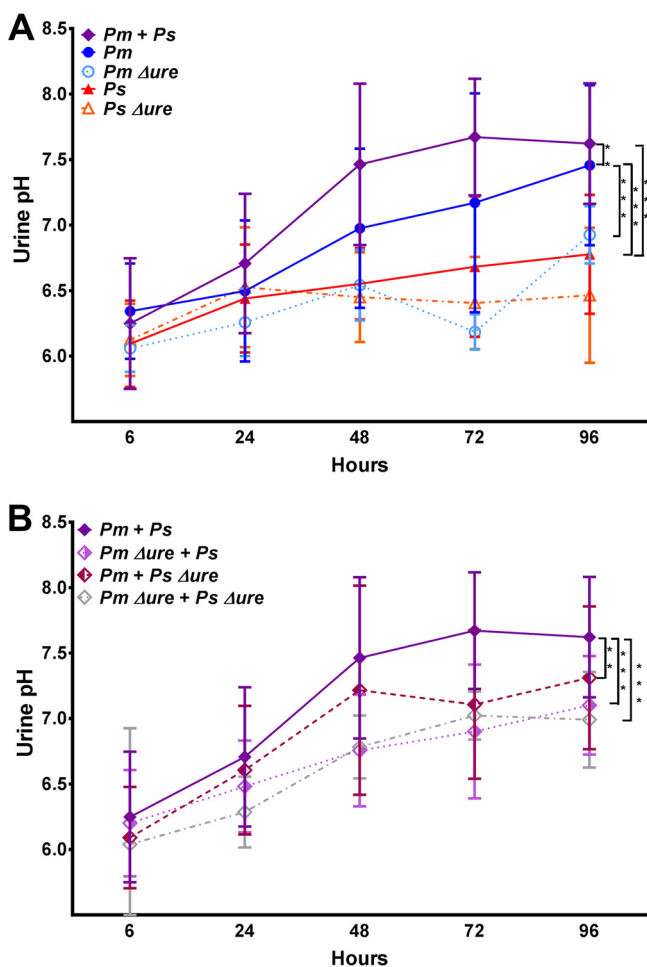 A
8.5
8.0
7.5
7.0
6.5
6.0
Urine pH
Pm + Ps
Pm
Pm Δure
Ps
Ps Δure
**
***
***
***
6 24 48 72 96
Hours
B
8.5
8.0
7.5
7.0
6.5
6.0
Urine pH
Pm + Ps
Pm Δure + Ps
Pm + Ps Δure
Pm Δure + Ps Δure
**
***
***
6 24 48 72 96
Hours